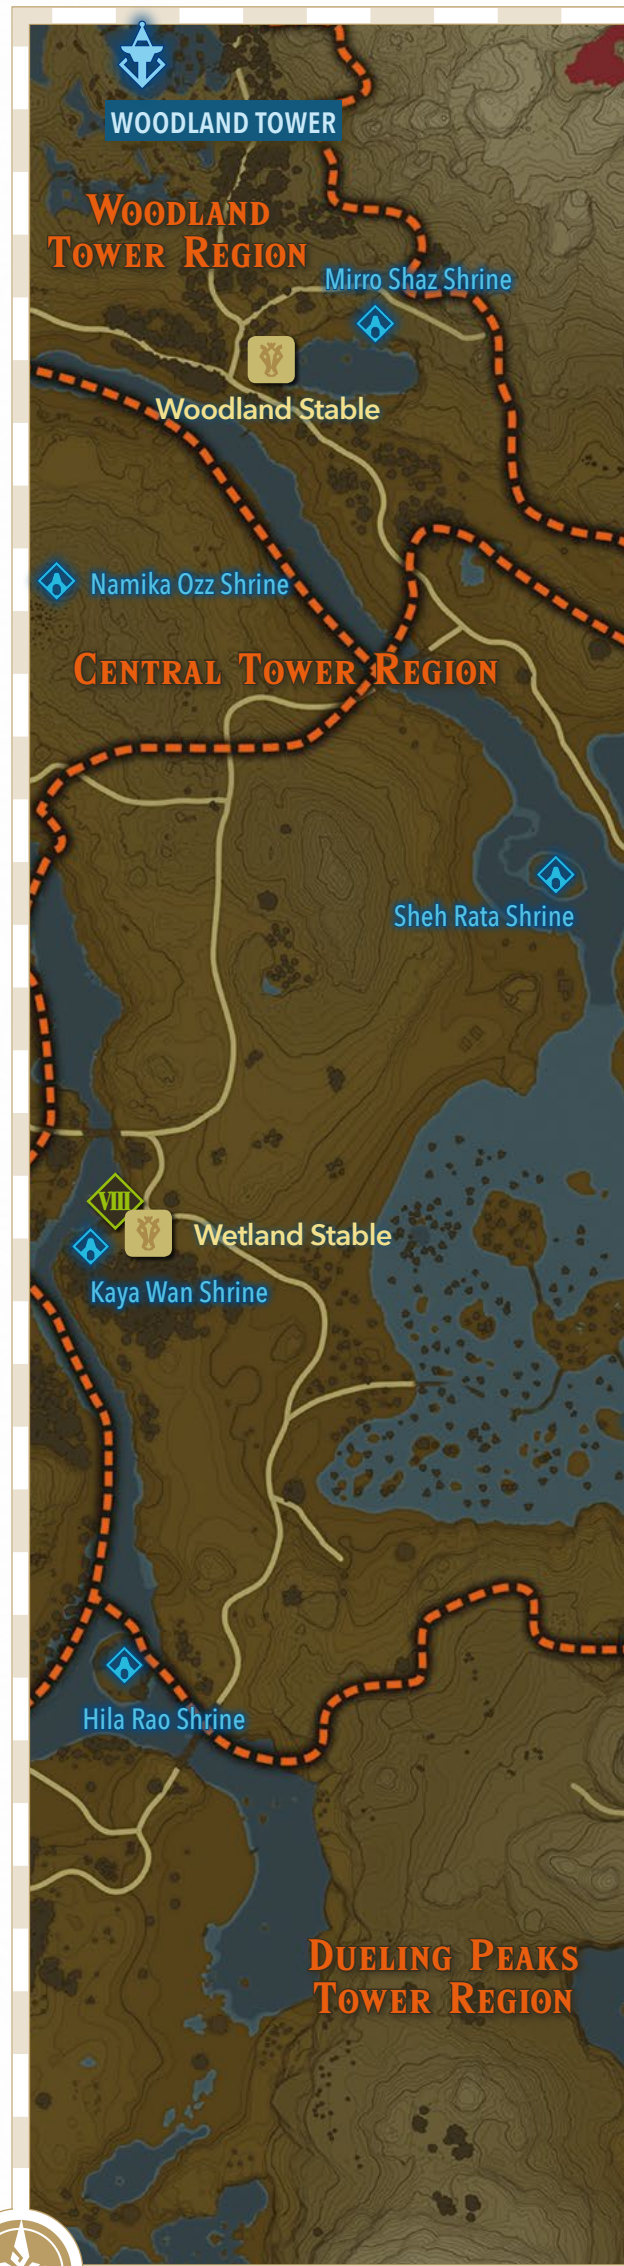 WOODLAND TOWER
WOODLAND
TOWER REGION
Mirro Shaz Shrine
Woodland Stable
Namika Ozz Shrine
CENTRAL TOWER REGION
Sheh Rata Shrine
VIII
Wetland Stable
Kaya Wan Shrine
Hila Rao Shrine
DUELING PEAKS
TOWER REGION